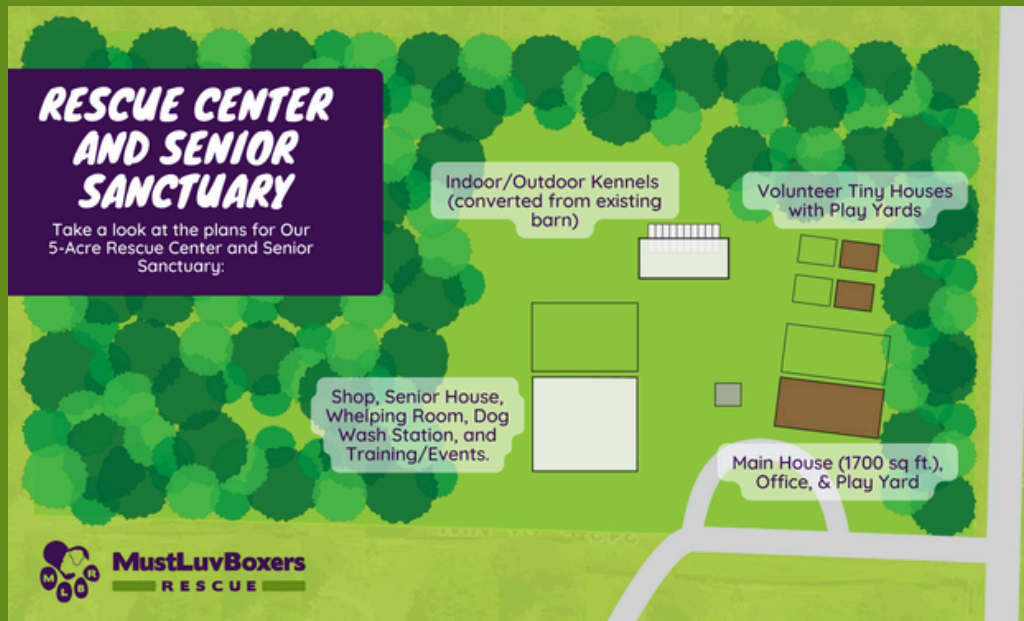 RESCUE CENTER
AND SENIOR
SANCTUARY
Take a look at the plans for Our
5-Acre Rescue Center and Senior
Sanctuary:
Indoor/Outdoor Kennels
(converted from existing
barn)
Volunteer Tiny Houses
with Play Yards
Shop, Senior House,
Whelping Room, Dog
Wash Station, and
Training/Events.
Main House (1700 sq ft.),
Office, & Play Yard
M L B R
MustLuvBoxers
RESCUE